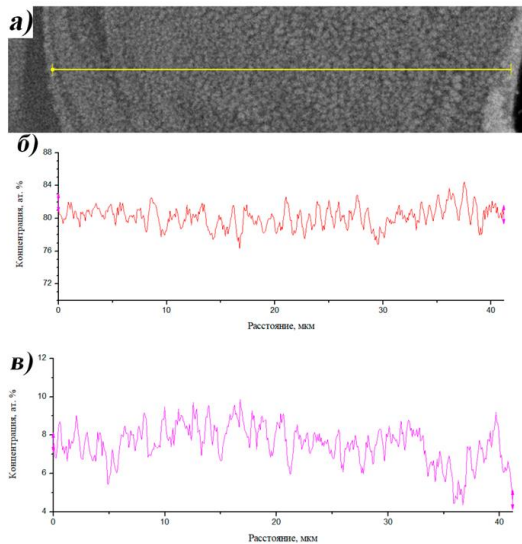 а)
б)
Концентрация, ат. %
88
84
80
76
72
0
10
20
30
40
Расстояние, мкм
в)
Концентрация, ат. %
12
10
8
6
4
0
10
20
30
40
Расстояние, мкм